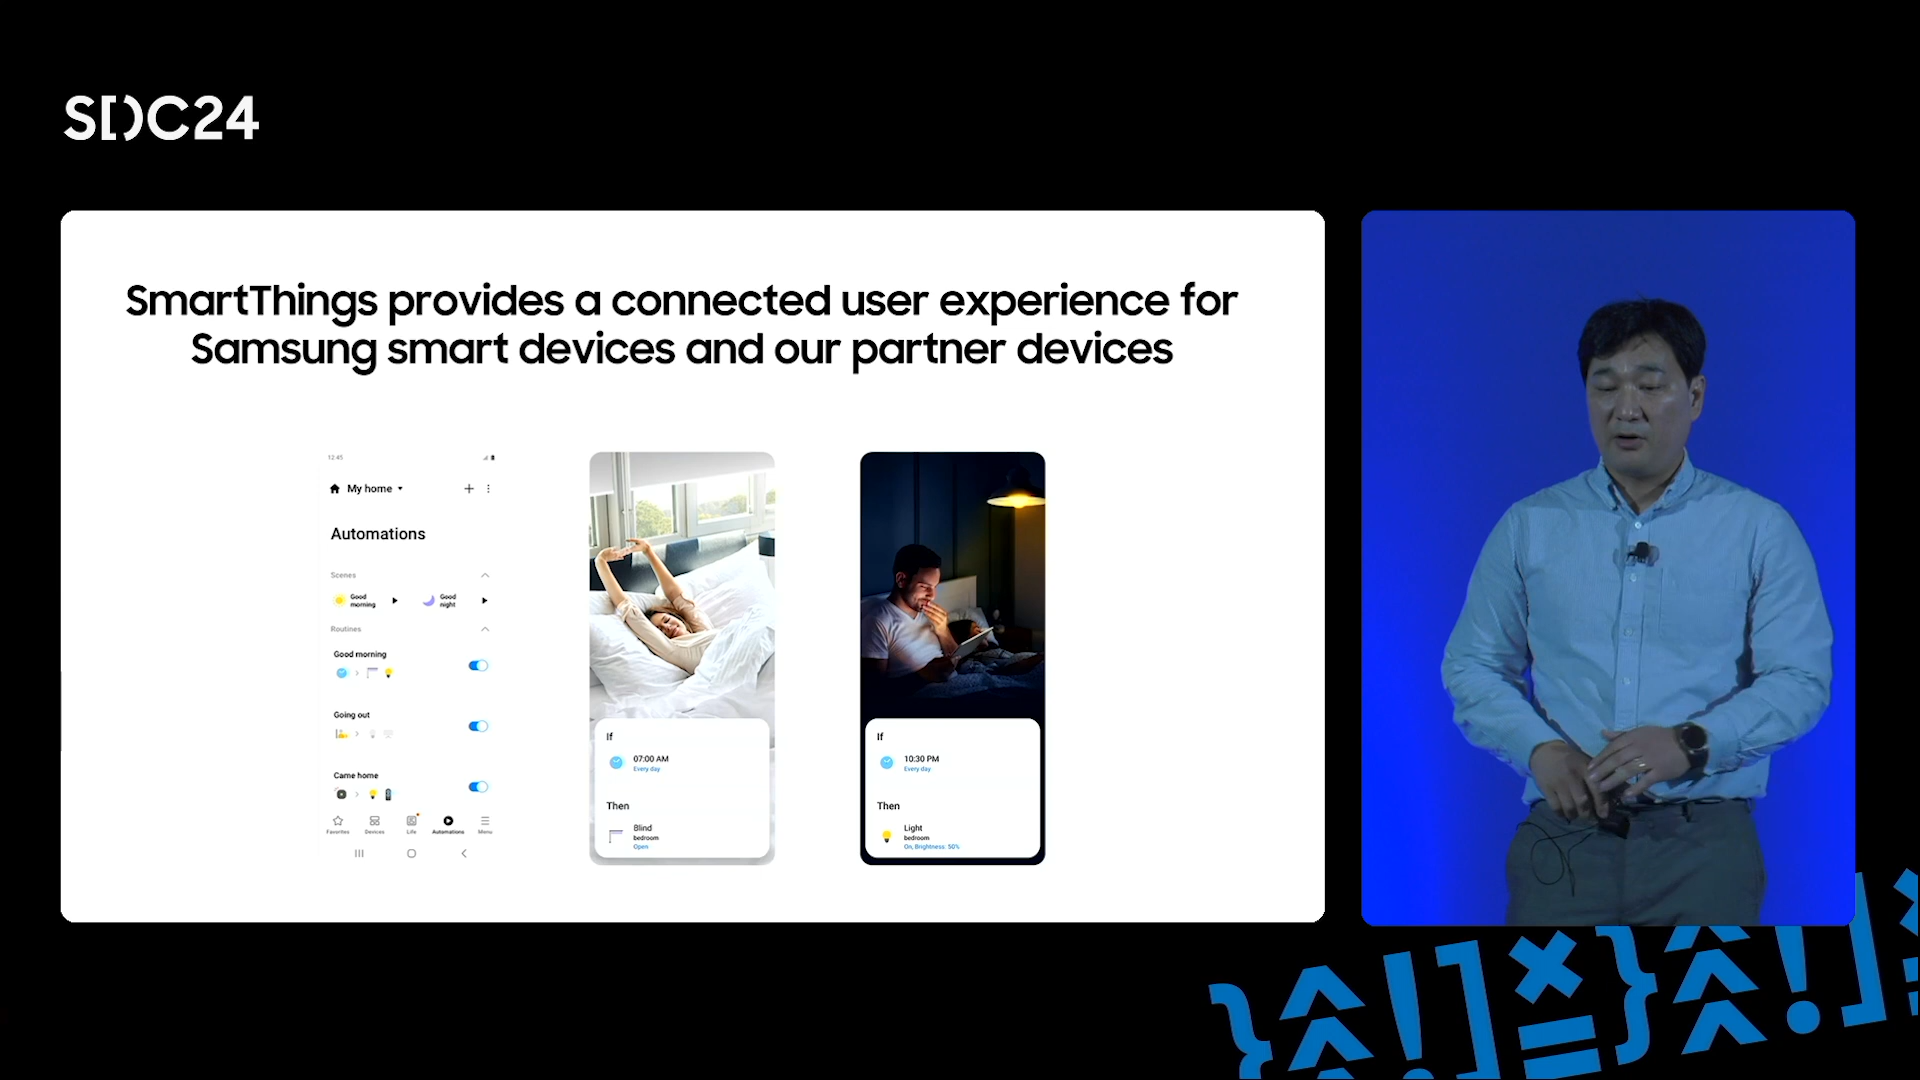 SDC24
SmartThings provides a connected user experience for
Samsung smart devices and our partner devices
12:45
My home
Automations
Scenes
Good
morning
Good
night
Routines
Good morning
Going out
Came home
Favorites
Devices
Life
Automations
Menu
If
07:00 AM
Every day
Then
Blind
bedroom
Open
If
10:30 PM
Every day
Then
Light
bedroom
On, Brightness: 50%
}^!]×=}^!]